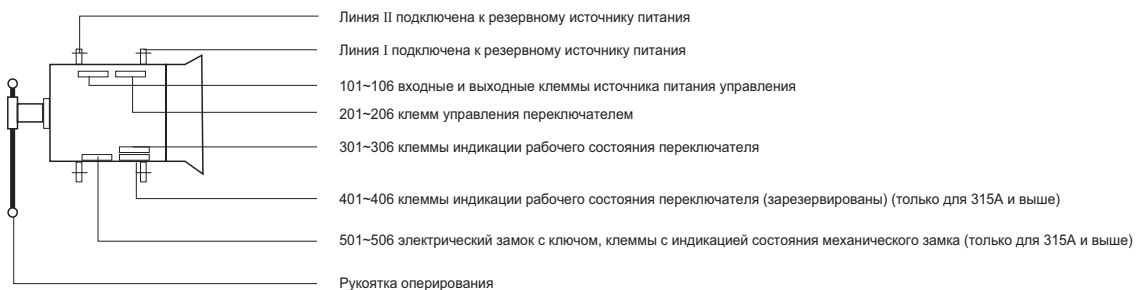 Линия II подключена к резервному источнику питания
Линия I подключена к резервному источнику питания
101~106 входные и выходные клеммы источника питания управления
201~206 клемм управления переключателем
301~306 клеммы индикации рабочего состояния переключателя
401~406 клеммы индикации рабочего состояния переключателя (зарезервированы) (только для 315А и выше)
501~506 электрический замок с ключом, клеммы с индикацией состояния механического замка (только для 315А и выше)
Рукоятка оперирования